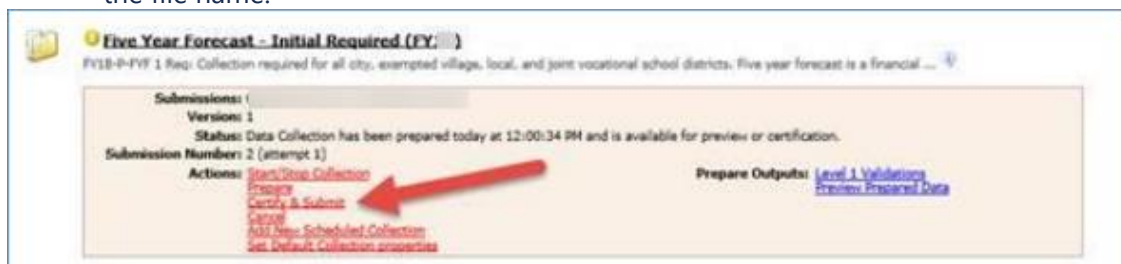 the file name.
Five Year Forecast - Initial Required (FY )
FY18-P-FYF 1 Req: Collection required for all city, exempted village, local, and joint vocational school districts. Five year forecast is a financial ...
Submissions:
Version: 1
Status: Data Collection has been prepared today at 12:00:34 PM and is available for preview or certification.
Submission Number: 2 (attempt 1)
Actions: Start/Stop Collection Prepare Outputs: Level 1 Validations
Prepare Preview Prepared Data
Certify & Submit
Cancel
Add New Scheduled Collection
Set Default Collection properties